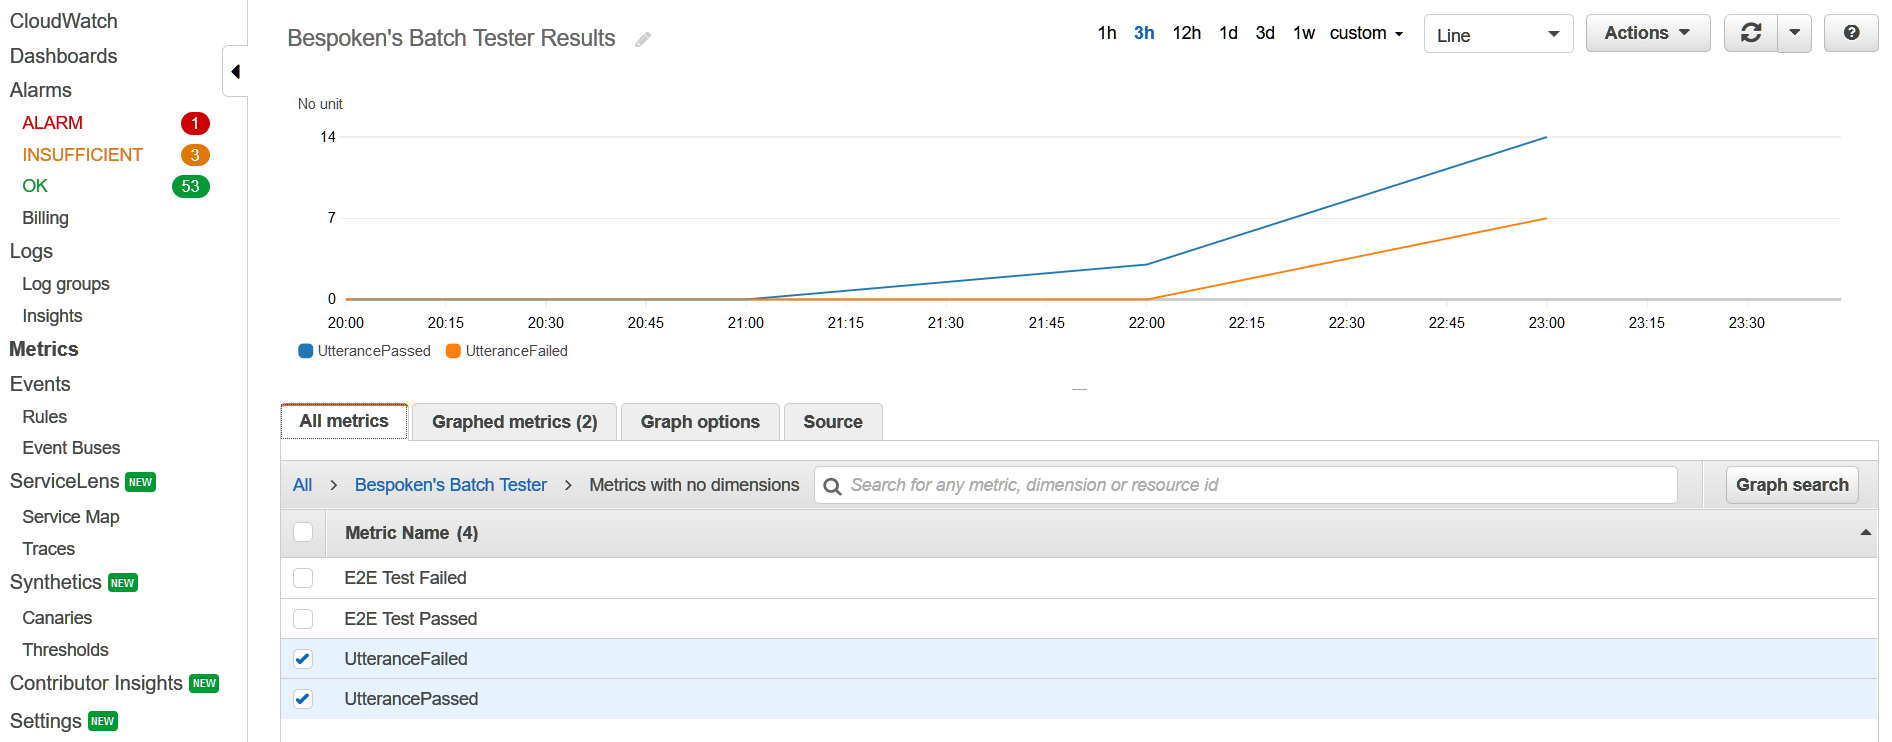 CloudWatch
Dashboards
Alarms
ALARM 1
INSUFFICIENT 3
OK 53
Billing
Logs
Log groups
Insights
Metrics
Events
Rules
Event Buses
ServiceLens NEW
Service Map
Traces
Synthetics NEW
Canaries
Thresholds
Contributor Insights NEW
Settings NEW
Bespoken's Batch Tester Results
1h 3h 12h 1d 3d 1w custom
Line
Actions
?
No unit
14
7
0
20:00 20:15 20:30 20:45 21:00 21:15 21:30 21:45 22:00 22:15 22:30 22:45 23:00 23:15 23:30
UtterancePassed UtteranceFailed
All metrics Graphed metrics (2) Graph options Source
All > Bespoken's Batch Tester > Metrics with no dimensions Search for any metric, dimension or resource id Graph search
Metric Name (4)
E2E Test Failed
E2E Test Passed
UtteranceFailed
UtterancePassed